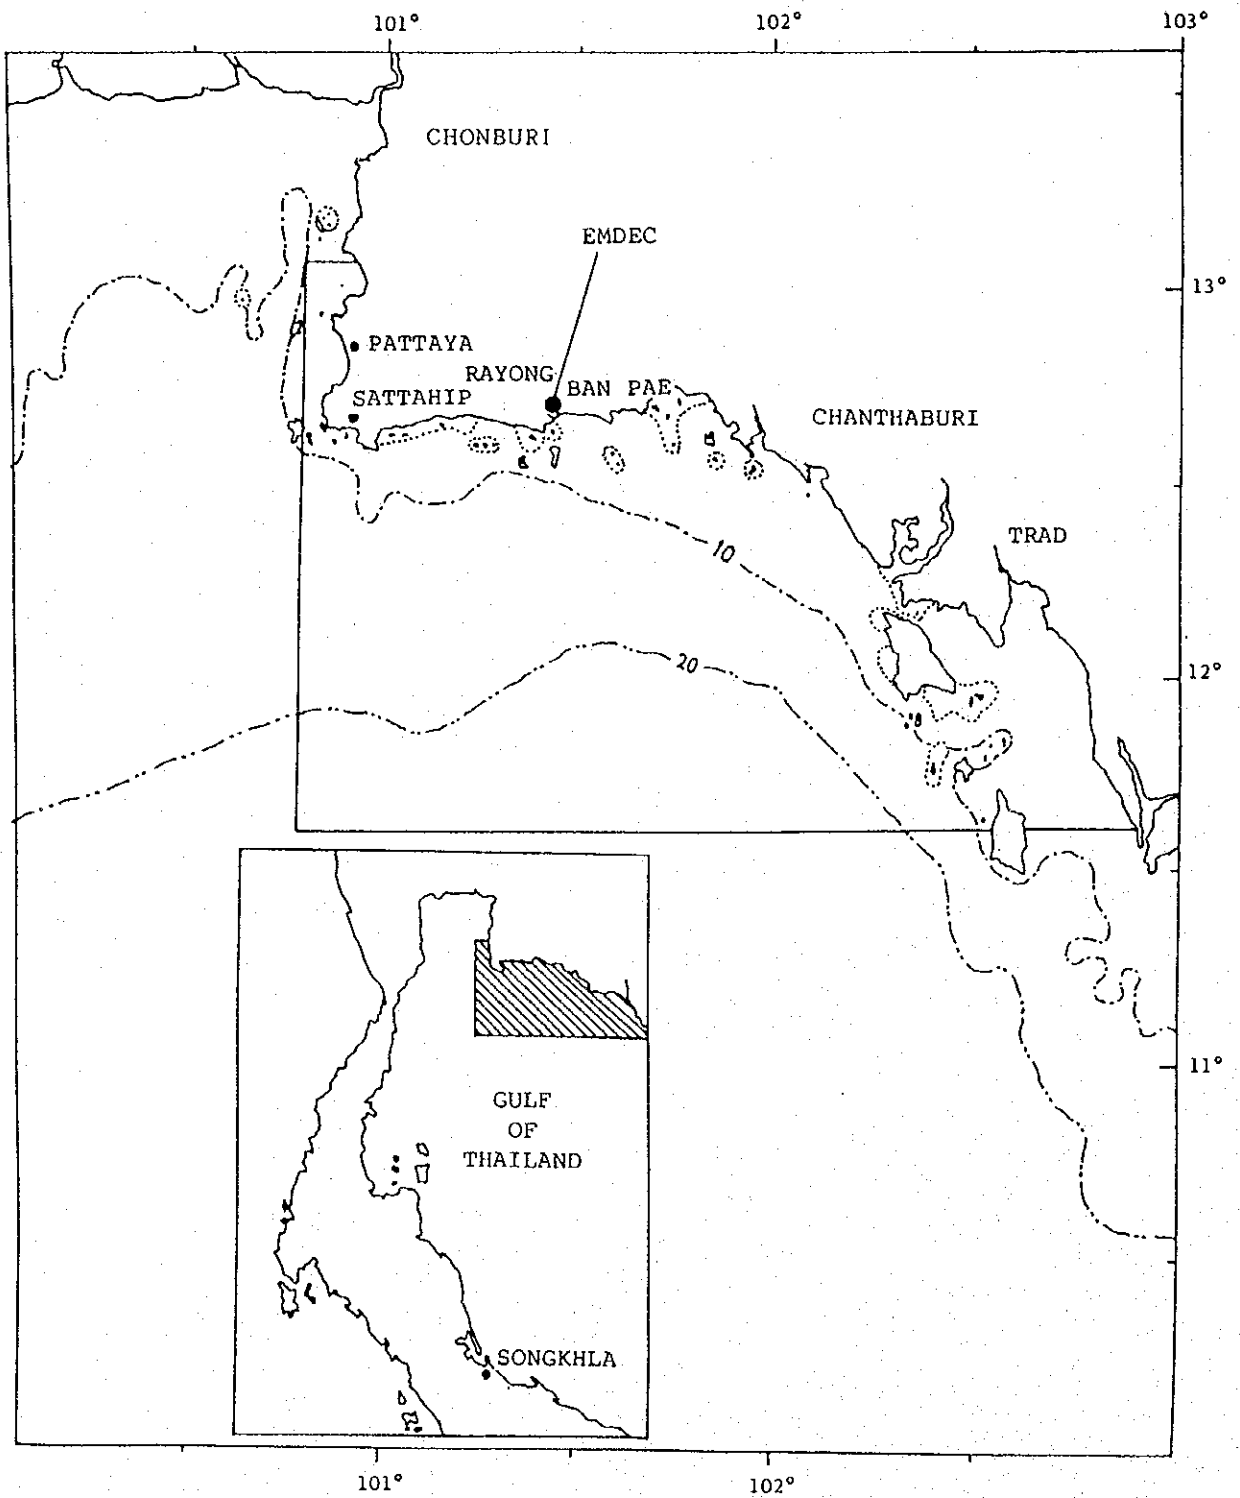 101°
102°
103°
CHONBURI
EMDEC
13°
PATTAYA
RAYONG
BAN PAE
SATTAHIP
CHANTHABURI
TRAD
10
20
12°
11°
GULF
OF
THAILAND
SONGKHLA
101°
102°